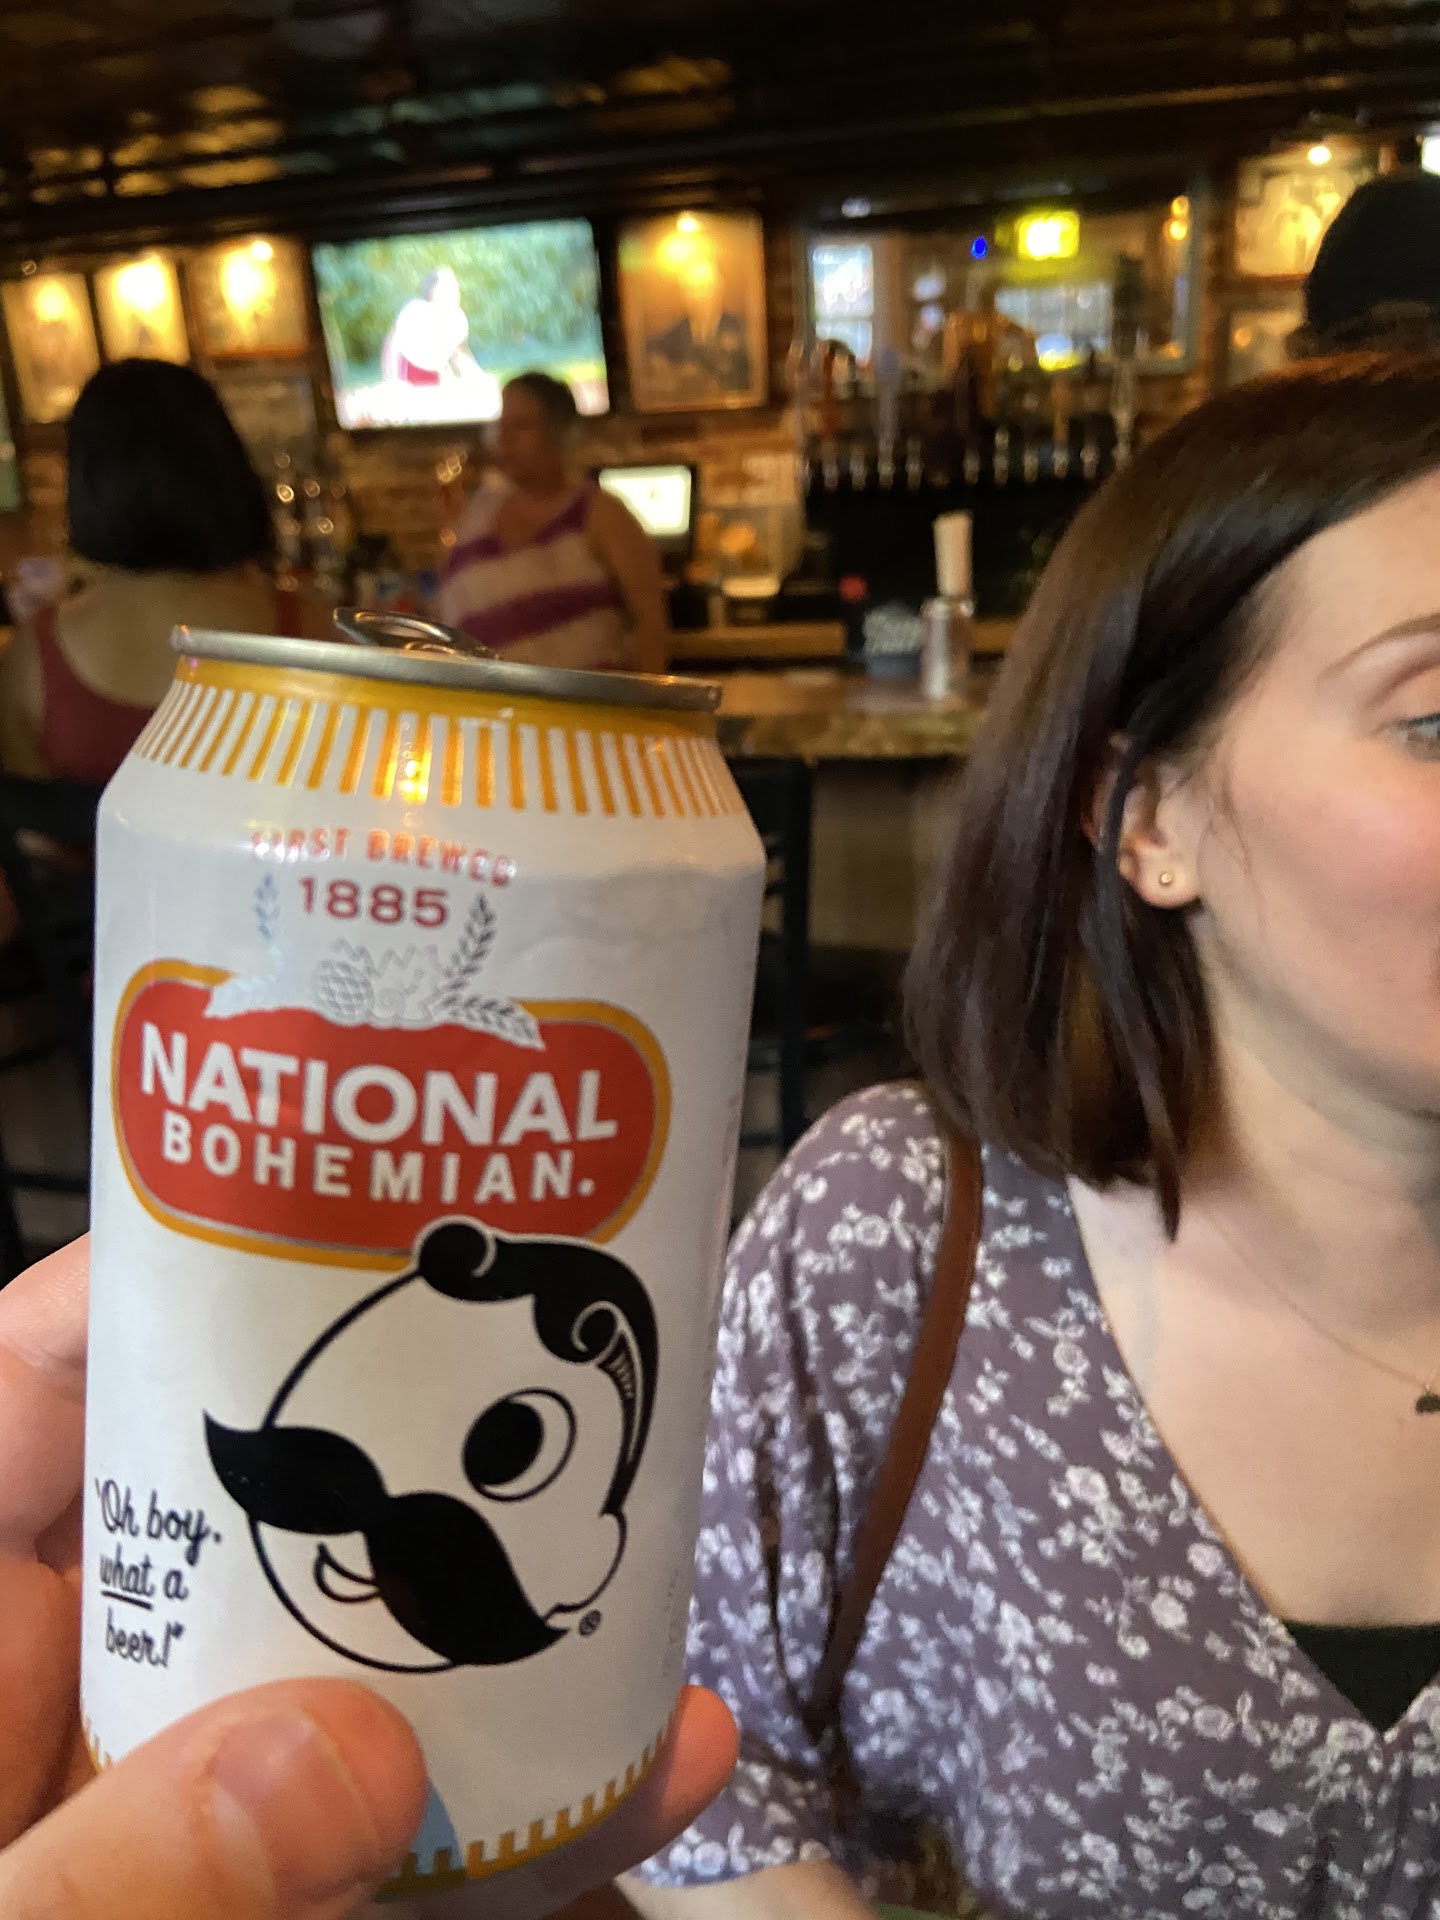 FIRST BREWED
1885
NATIONAL
BOHEMIAN.
"Oh boy,
what a
beer!"
®